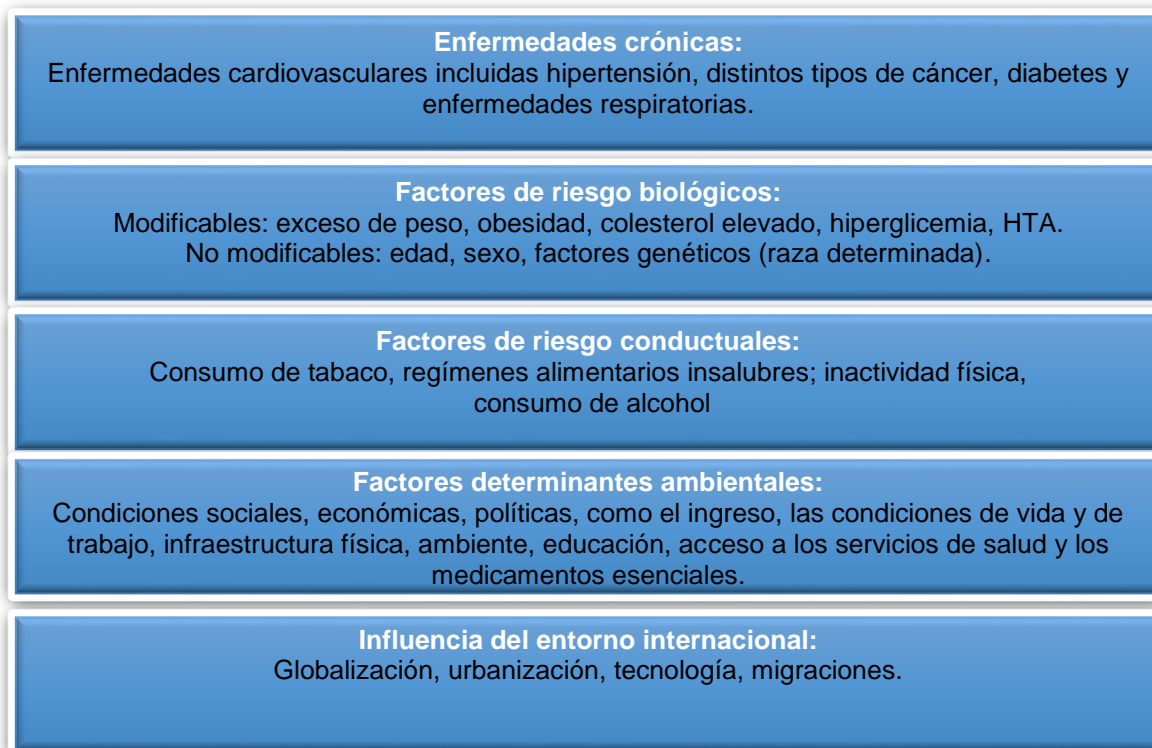 Enfermedades crónicas:
Enfermedades cardiovasculares incluidas hipertensión, distintos tipos de cáncer, diabetes y
enfermedades respiratorias.
Factores de riesgo biológicos:
Modificables: exceso de peso, obesidad, colesterol elevado, hiperglicemia, HTA.
No modificables: edad, sexo, factores genéticos (raza determinada).
Factores de riesgo conductuales:
Consumo de tabaco, regímenes alimentarios insalubres; inactividad física,
consumo de alcohol
Factores determinantes ambientales:
Condiciones sociales, económicas, políticas, como el ingreso, las condiciones de vida y de
trabajo, infraestructura física, ambiente, educación, acceso a los servicios de salud y los
medicamentos esenciales.
Influencia del entorno internacional:
Globalización, urbanización, tecnología, migraciones.